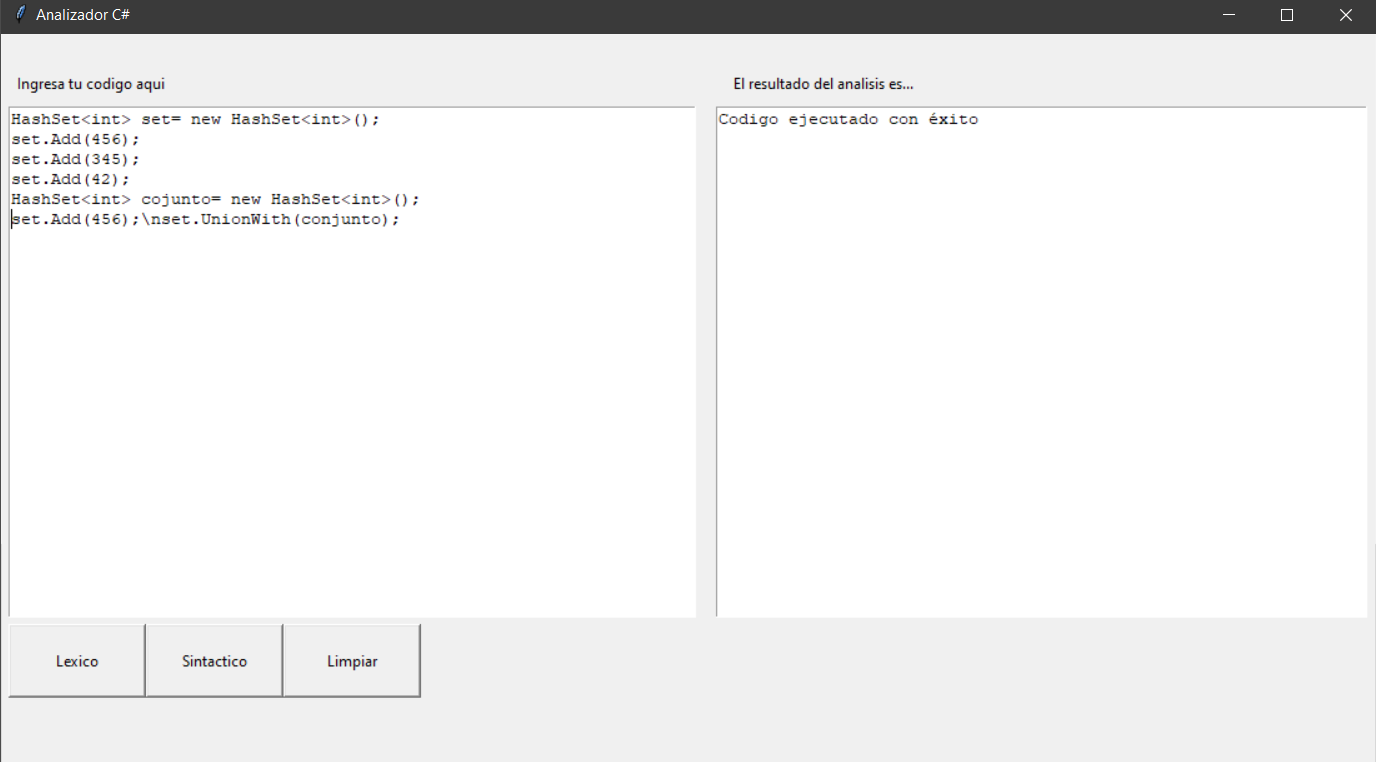 Analizador C#
Ingresa tu codigo aqui
El resultado del analisis es...
HashSet<int> set= new HashSet<int>();
set.Add(456);
set.Add(345);
set.Add(42);
HashSet<int> cojunto= new HashSet<int>();
set.Add(456);\nset.UnionWith(conjunto);
Codigo ejecutado con éxito
Lexico
Sintactico
Limpiar